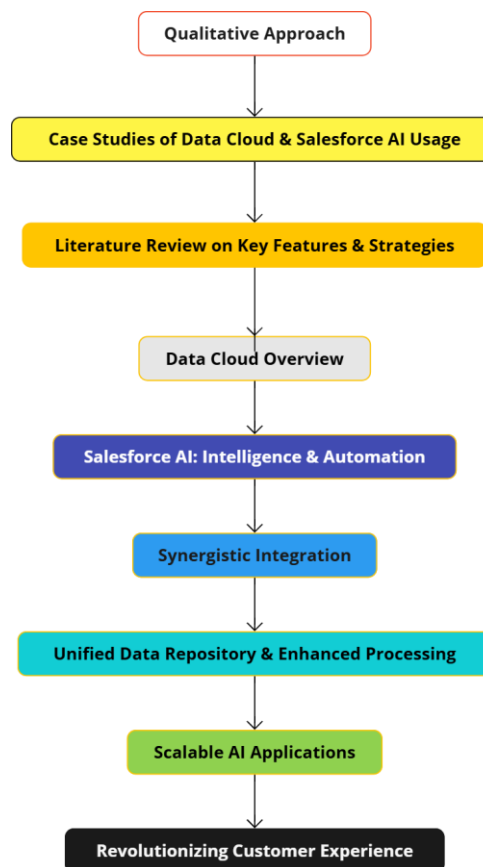 Qualitative Approach
Case Studies of Data Cloud & Salesforce AI Usage
Literature Review on Key Features & Strategies
Data Cloud Overview
Salesforce AI: Intelligence & Automation
Synergistic Integration
Unified Data Repository & Enhanced Processing
Scalable AI Applications
Revolutionizing Customer Experience